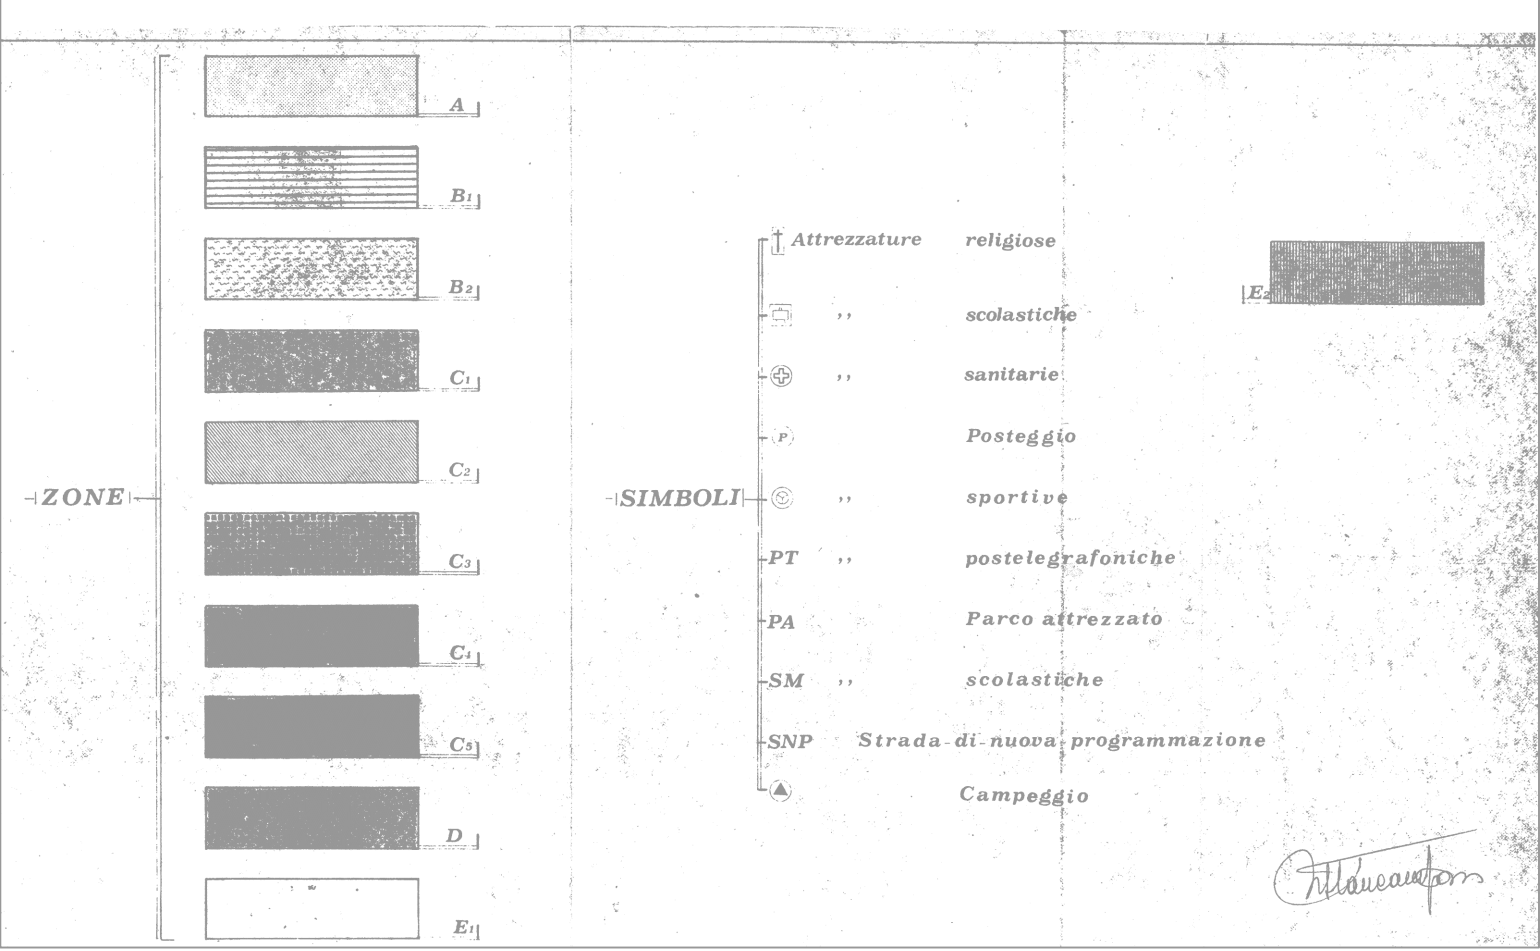 ZONE
A
B1
B2
C1
C2
C3
C4
C5
D
E1
SIMBOLI
Attrezzature religiose
,, scolastiche
,, sanitarie
P Posteggio
,, sportive
PT ,, postelegrafoniche
PA Parco attrezzato
SM ,, scolastiche
SNP Strada di nuova programmazione
Campeggio
E2